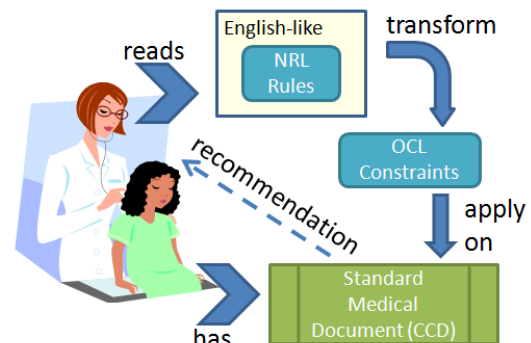 English-like
transform
reads
NRL
Rules
OCL
Constraints
recommendation
apply
on
Standard
Medical
Document (CCD)
has